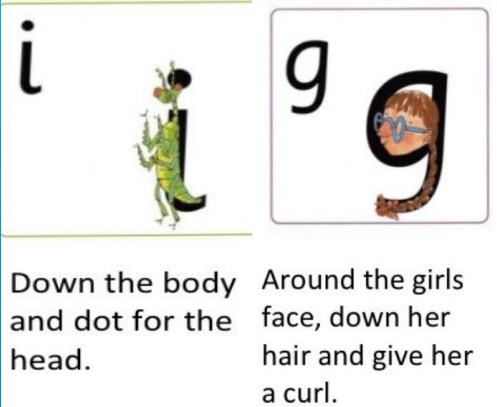 i
g
Down the body
and dot for the
head.
Around the girls
face, down her
hair and give her
a curl.